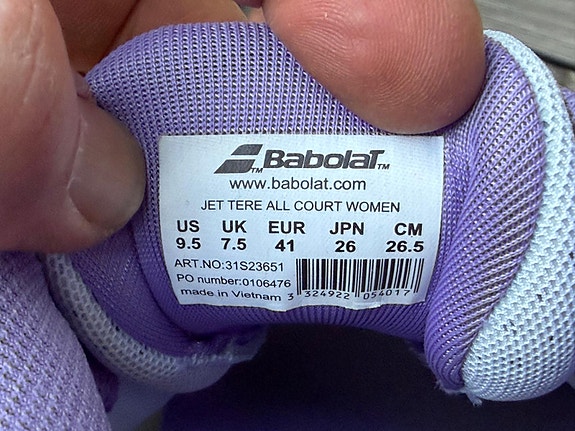 BaboLaT™
www.babolat.com
JET TERE ALL COURT WOMEN
US UK EUR JPN CM
9.5 7.5 41 26 26.5
ART.NO:31S23651
PO number:0106476
made in Vietnam 3 324922 054017